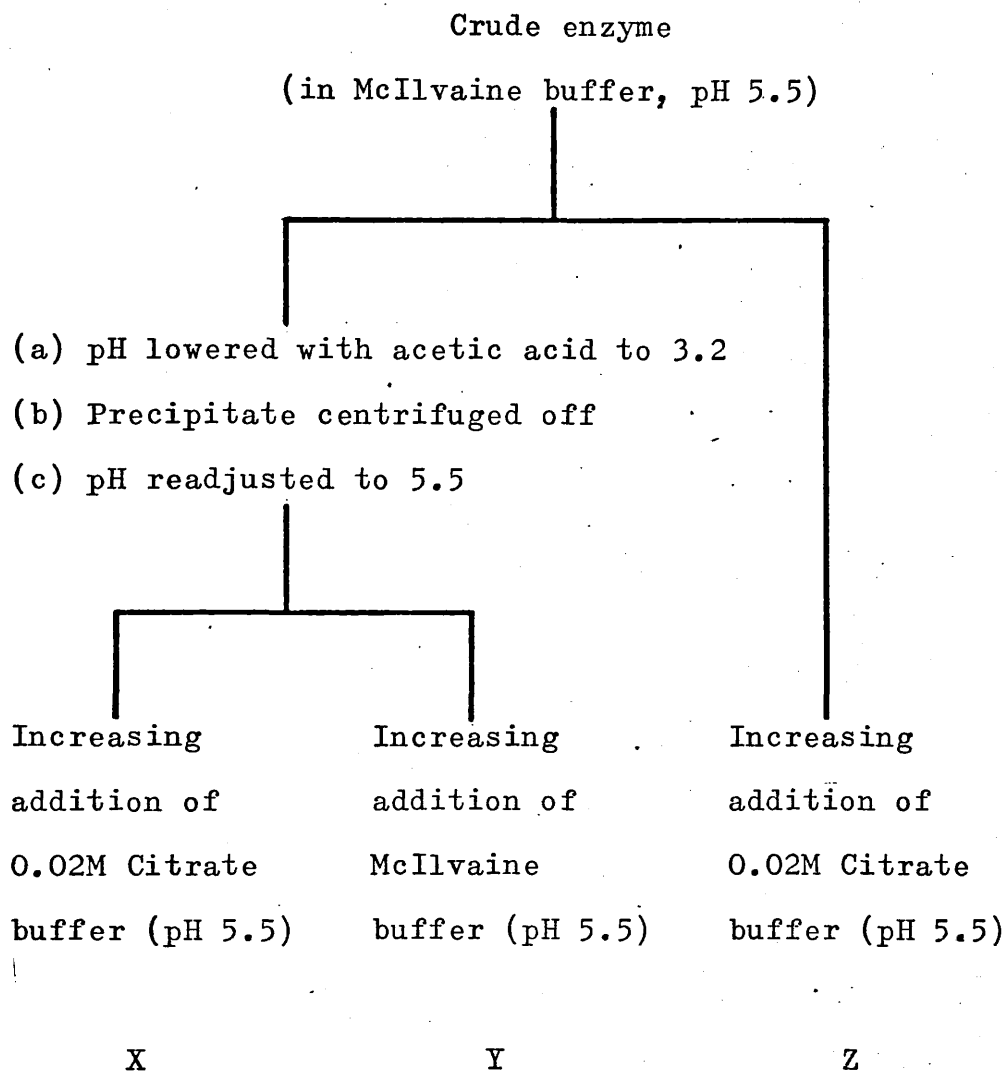 Crude enzyme
(in McIlvaine buffer, pH 5.5)
(a) pH lowered with acetic acid to 3.2
(b) Precipitate centrifuged off
(c) pH readjusted to 5.5
Increasing
addition of
0.02M Citrate
buffer (pH 5.5)
X
Increasing
addition of
McIlvaine
buffer (pH 5.5)
Y
Increasing
addition of
0.02M Citrate
buffer (pH 5.5)
Z